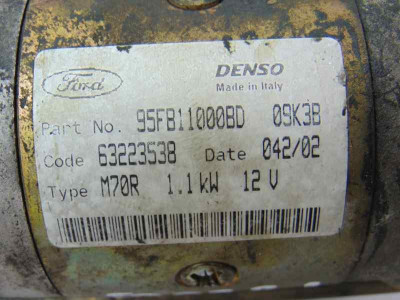 Ford DENSO
Made in Italy
Part No. 95FB11000BD 09K3B
Code 63223538 Date 042/02
Type M70R 1.1kW 12 V